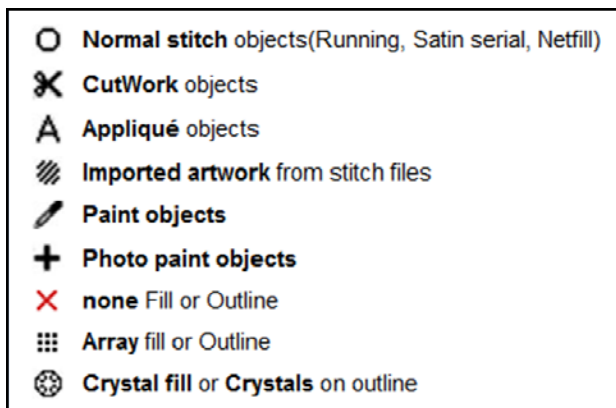 Normal stitch objects(Running, Satin serial, Netfill)
CutWork objects
Appliqué objects
Imported artwork from stitch files
Paint objects
Photo paint objects
none Fill or Outline
Array fill or Outline
Crystal fill or Crystals on outline